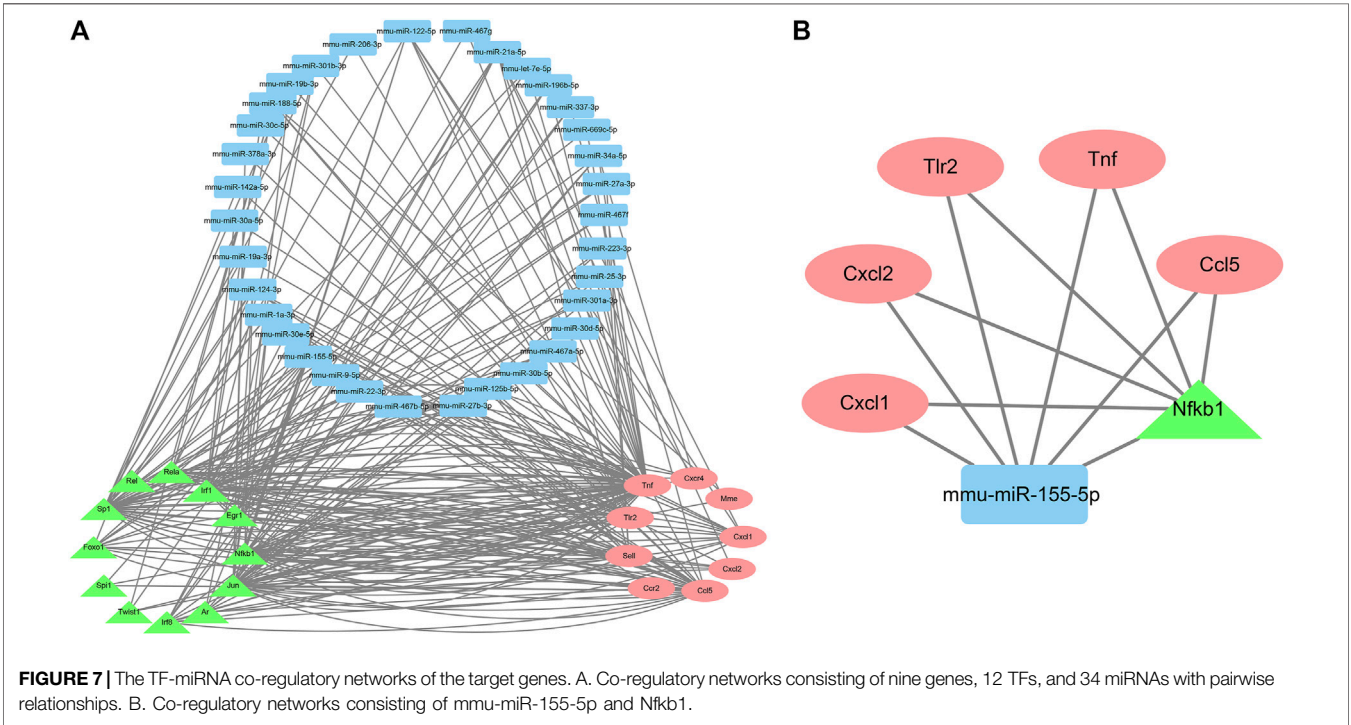 A
mmu-miR-122-5p
mmu-miR-467g
mmu-miR-206-3p
mmu-miR-21a-5p
mmu-miR-301b-3p
mmu-let-7e-5p
mmu-miR-19b-3p
mmu-miR-196b-5p
mmu-miR-188-5p
mmu-miR-337-3p
mmu-miR-30c-5p
mmu-miR-669c-5p
mmu-miR-378a-3p
mmu-miR-34a-5p
mmu-miR-142a-5p
mmu-miR-27a-3p
mmu-miR-30a-5p
mmu-miR-467f
mmu-miR-19a-3p
mmu-miR-223-3p
mmu-miR-25-3p
mmu-miR-124-3p
mmu-miR-301a-3p
mmu-miR-1a-3p
mmu-miR-30d-5p
mmu-miR-30e-5p
mmu-miR-155-5p
mmu-miR-467a-5p
mmu-miR-9-5p
mmu-miR-30b-5p
mmu-miR-22-3p
mmu-miR-125b-5p
mmu-miR-467b-5p
mmu-miR-27b-3p
Rela
Rel
Irf1
Sp1
Egr1
Foxo1
Nfkb1
Spi1
Jun
Twist1
Ar
Irf8
Tnf
Cxcr4
Mme
Tlr2
Cxcl1
Sell
Cxcl2
Ccr2
Ccl5
B
Tlr2
Tnf
Cxcl2
Ccl5
Cxcl1
Nfkb1
mmu-miR-155-5p
FIGURE 7 | The TF-miRNA co-regulatory networks of the target genes. A. Co-regulatory networks consisting of nine genes, 12 TFs, and 34 miRNAs with pairwise
relationships. B. Co-regulatory networks consisting of mmu-miR-155-5p and Nfkb1.